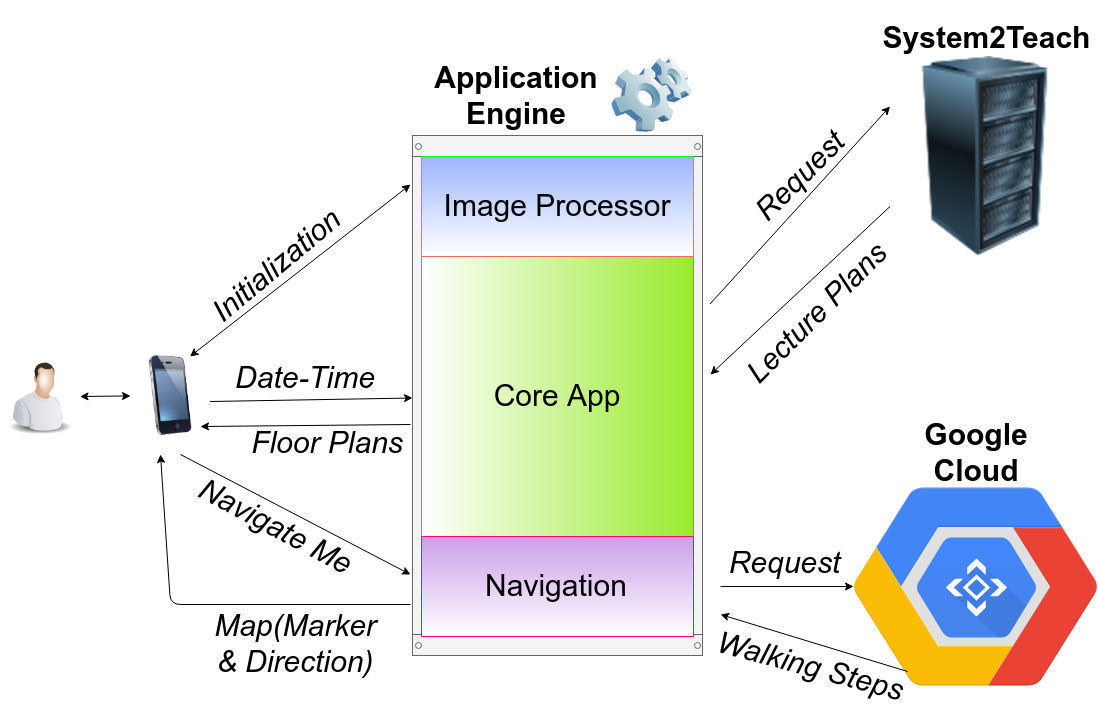 System2Teach
Application
Engine
Image Processor
Request
Initialization
Lecture Plans
Date-Time
Core App
Floor Plans
Google
Cloud
Navigate Me
Navigation
Request
Map(Marker
& Direction)
Walking Steps